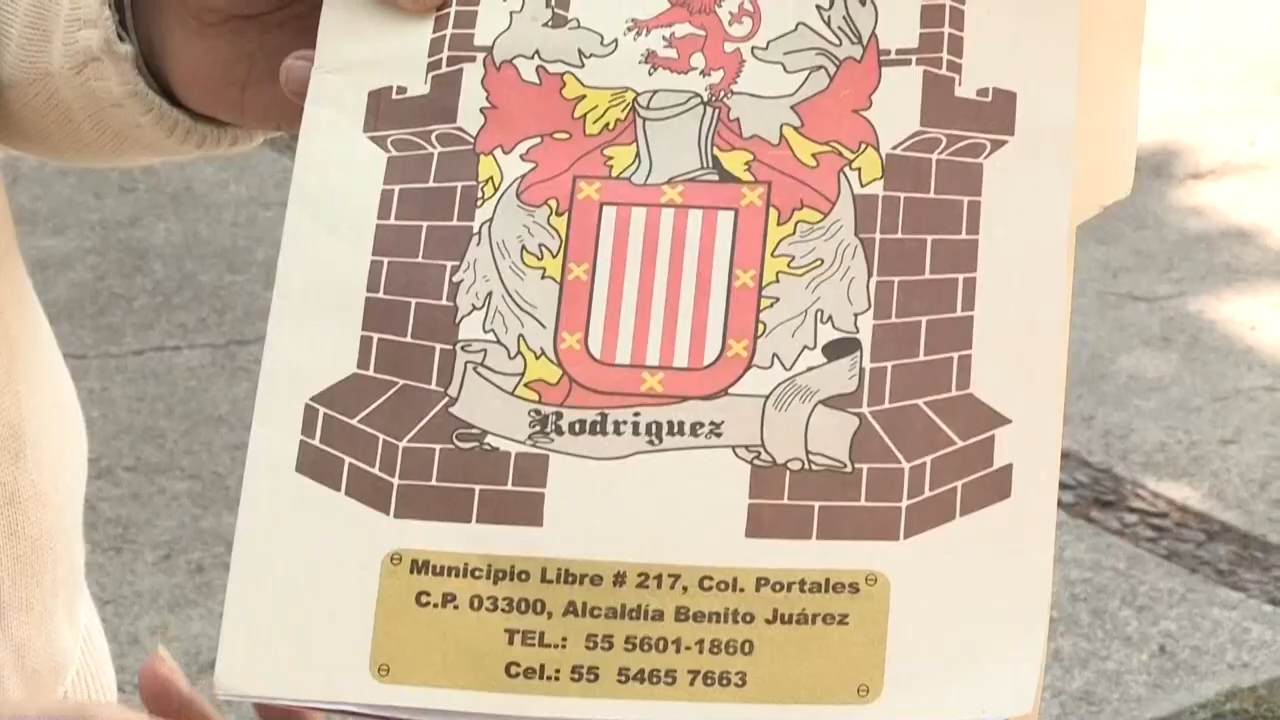 Rodriguez
Municipio Libre # 217, Col. Portales
C.P. 03300, Alcaldía Benito Juárez
TEL.: 55 5601-1860
Cel.: 55 5465 7663